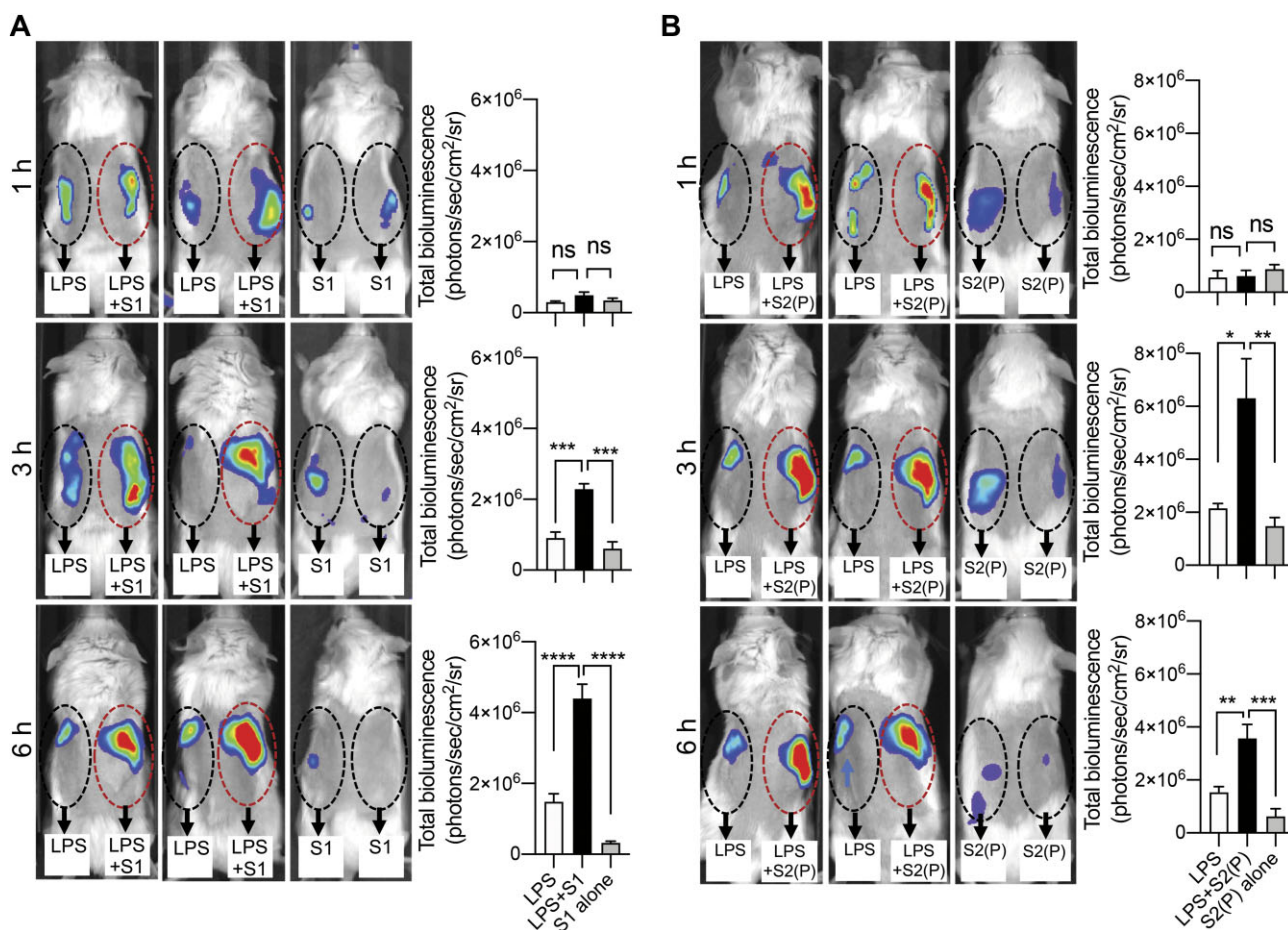 A
1 h
LPS
LPS
+S1
LPS
LPS
+S1
S1
S1
Total bioluminescence
(photons/sec/cm²/sr)
6×10⁶
4×10⁶
2×10⁶
0
ns
ns
3 h
LPS
LPS
+S1
LPS
LPS
+S1
S1
S1
Total bioluminescence
(photons/sec/cm²/sr)
6×10⁶
4×10⁶
2×10⁶
0
***
***
6 h
LPS
LPS
+S1
LPS
LPS
+S1
S1
S1
Total bioluminescence
(photons/sec/cm²/sr)
6×10⁶
4×10⁶
2×10⁶
0
****
****
LPS
LPS+S1
S1 alone
B
1h
LPS
LPS
+S2(P)
LPS
LPS
+S2(P)
S2(P)
S2(P)
Total bioluminescence
(photons/sec/cm²/sr)
8×10⁶
6×10⁶
4×10⁶
2×10⁶
0
ns
ns
3h
LPS
LPS
+S2(P)
LPS
LPS
+S2(P)
S2(P)
S2(P)
Total bioluminescence
(photons/sec/cm²/sr)
8×10⁶
6×10⁶
4×10⁶
2×10⁶
0
*
**
6h
LPS
LPS
+S2(P)
LPS
LPS
+S2(P)
S2(P)
S2(P)
Total bioluminescence
(photons/sec/cm²/sr)
8×10⁶
6×10⁶
4×10⁶
2×10⁶
0
**
***
LPS
LPS+S2(P)
S2(P) alone